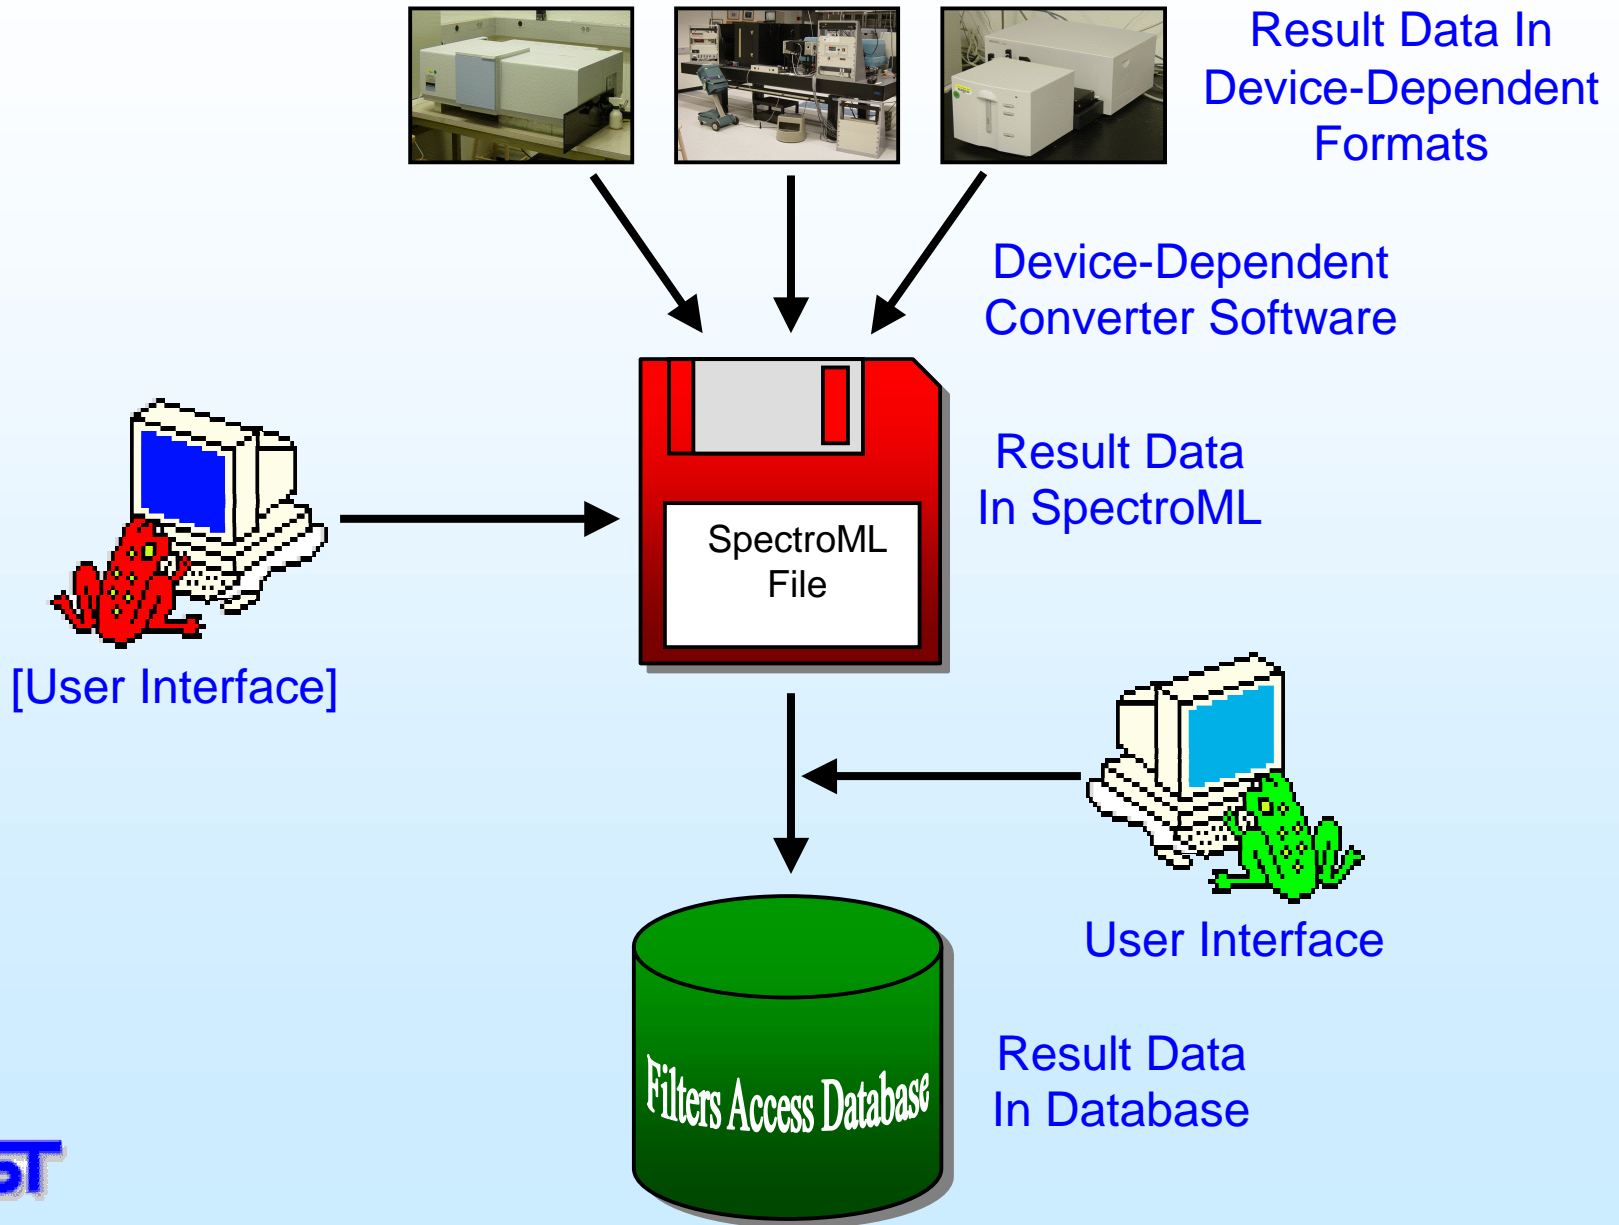 Result Data In
Device-Dependent
Formats
Device-Dependent
Converter Software
Result Data
In SpectroML
SpectroML
File
[User Interface]
User Interface
Result Data
In Database
Filters Access Database